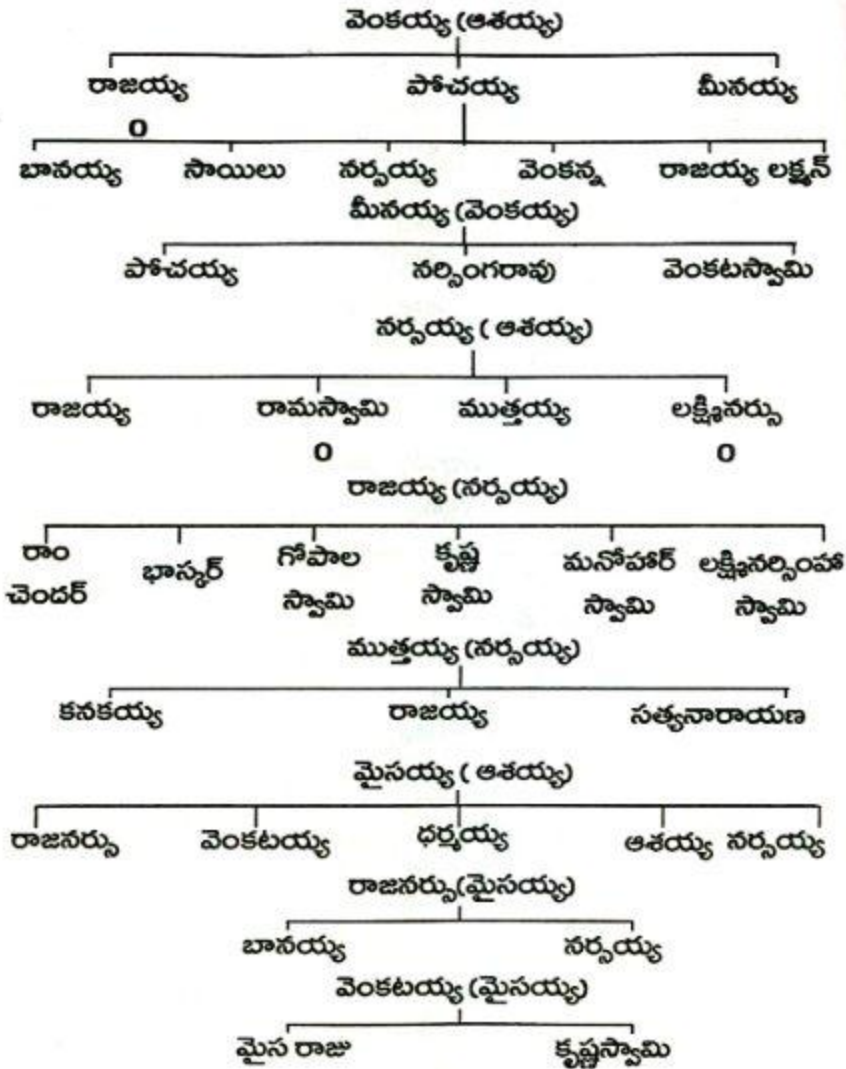 వెంకయ్య (ఆశయ్య)
రాజయ్య పోచయ్య మీనయ్య
0
బానయ్య సాయిలు నర్సయ్య వెంకన్న రాజయ్య లక్ష్మన్
మీనయ్య (వెంకయ్య)
పోచయ్య నర్సింగరావు వెంకటస్వామి
నర్సయ్య ( ఆశయ్య)
రాజయ్య రామస్వామి ముత్తయ్య లక్ష్మినర్సు
0 0
రాజయ్య (నర్సయ్య)
రాం భాస్కర్ గోపాల కృష్ణ మనోహర్ లక్ష్మినర్సింహా
చెందర్ స్వామి స్వామి స్వామి స్వామి
ముత్తయ్య (నర్సయ్య)
కనకయ్య రాజయ్య సత్యనారాయణ
మైసయ్య ( ఆశయ్య)
రాజనర్సు వెంకటయ్య ధర్మయ్య ఆశయ్య నర్సయ్య
రాజనర్సు(మైసయ్య)
బానయ్య నర్సయ్య
వెంకటయ్య (మైసయ్య)
మైస రాజు కృష్ణస్వామి